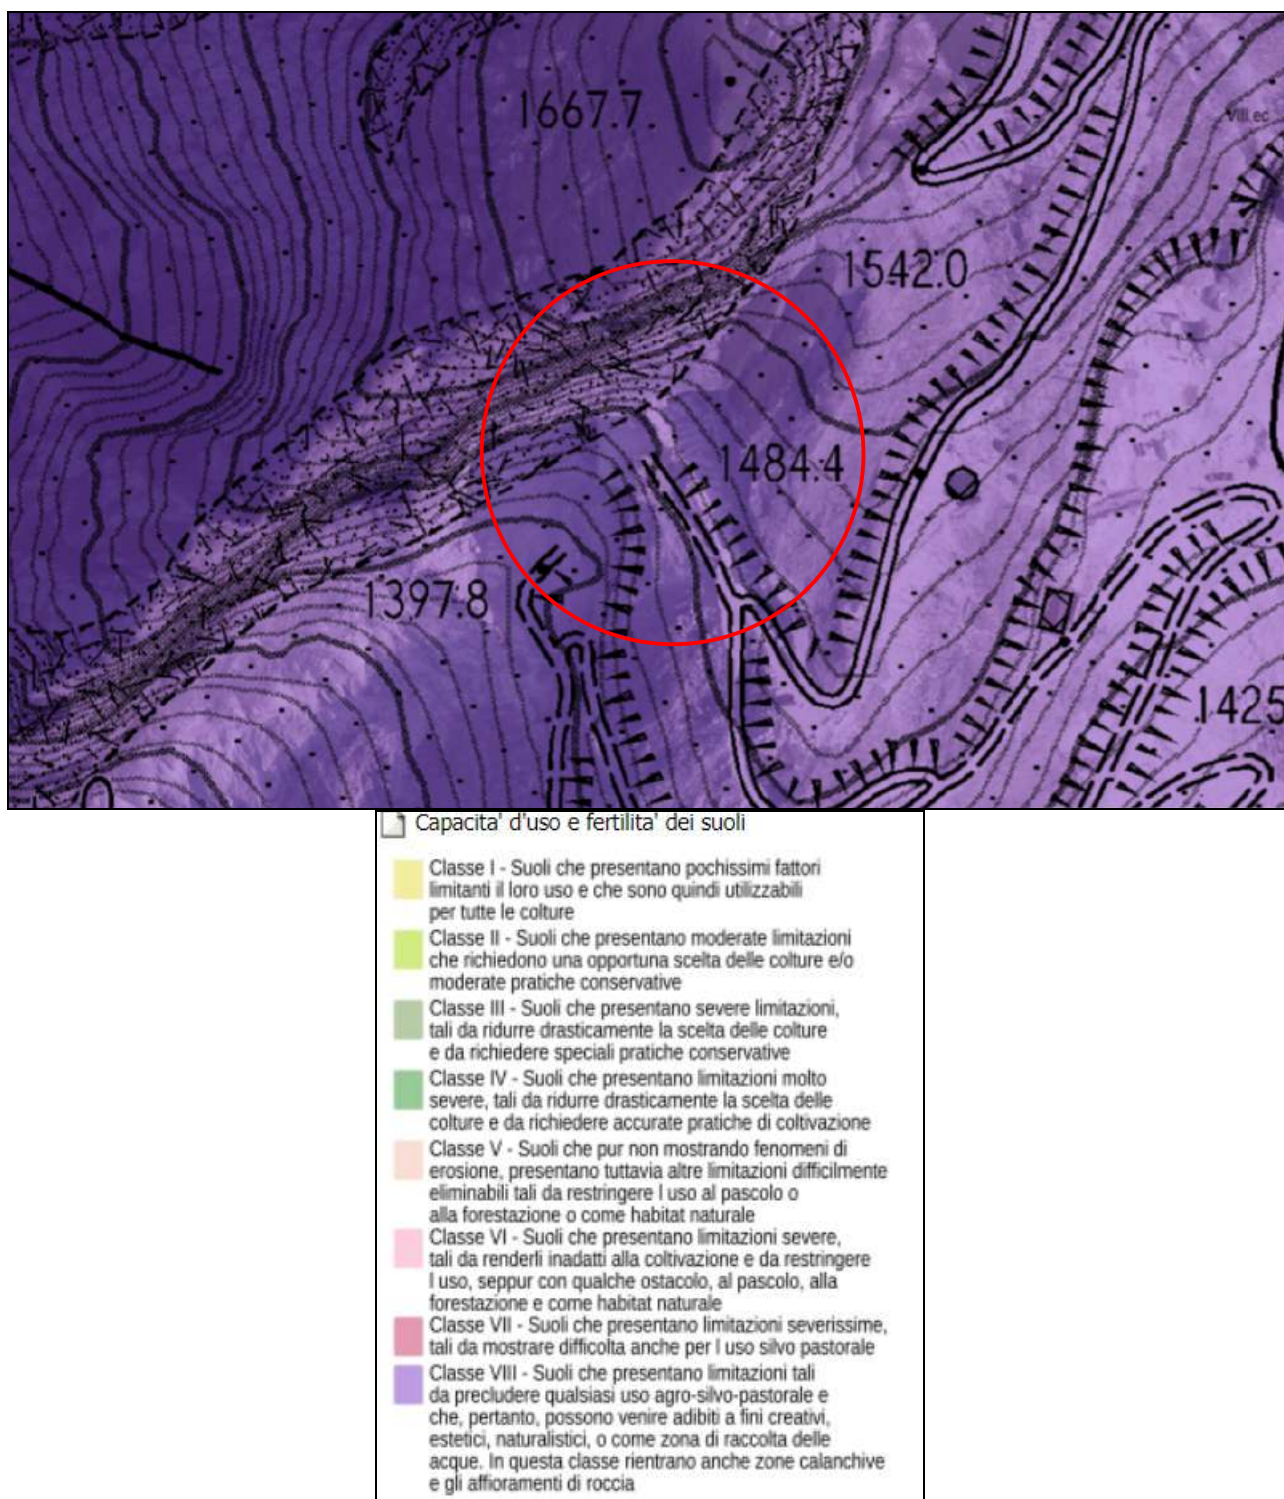 1667.7
VIII ec
1542.0
1484.4
1397.8
1425
0
Capacita' d'uso e fertilita' dei suoli
Classe I - Suoli che presentano pochissimi fattori
limitanti il loro uso e che sono quindi utilizzabili
per tutte le colture
Classe II - Suoli che presentano moderate limitazioni
che richiedono una opportuna scelta delle colture e/o
moderate pratiche conservative
Classe III - Suoli che presentano severe limitazioni,
tali da ridurre drasticamente la scelta delle colture
e da richiedere speciali pratiche conservative
Classe IV - Suoli che presentano limitazioni molto
severe, tali da ridurre drasticamente la scelta delle
colture e da richiedere accurate pratiche di coltivazione
Classe V - Suoli che pur non mostrando fenomeni di
erosione, presentano tuttavia altre limitazioni difficilmente
eliminabili tali da restringere l uso al pascolo o
alla forestazione o come habitat naturale
Classe VI - Suoli che presentano limitazioni severe,
tali da renderli inadatti alla coltivazione e da restringere
l uso, seppur con qualche ostacolo, al pascolo, alla
forestazione e come habitat naturale
Classe VII - Suoli che presentano limitazioni severissime,
tali da mostrare difficolta anche per l uso silvo pastorale
Classe VIII - Suoli che presentano limitazioni tali
da precludere qualsiasi uso agro-silvo-pastorale e
che, pertanto, possono venire adibiti a fini creativi,
estetici, naturalistici, o come zona di raccolta delle
acque. In questa classe rientrano anche zone calanchive
e gli affioramenti di roccia